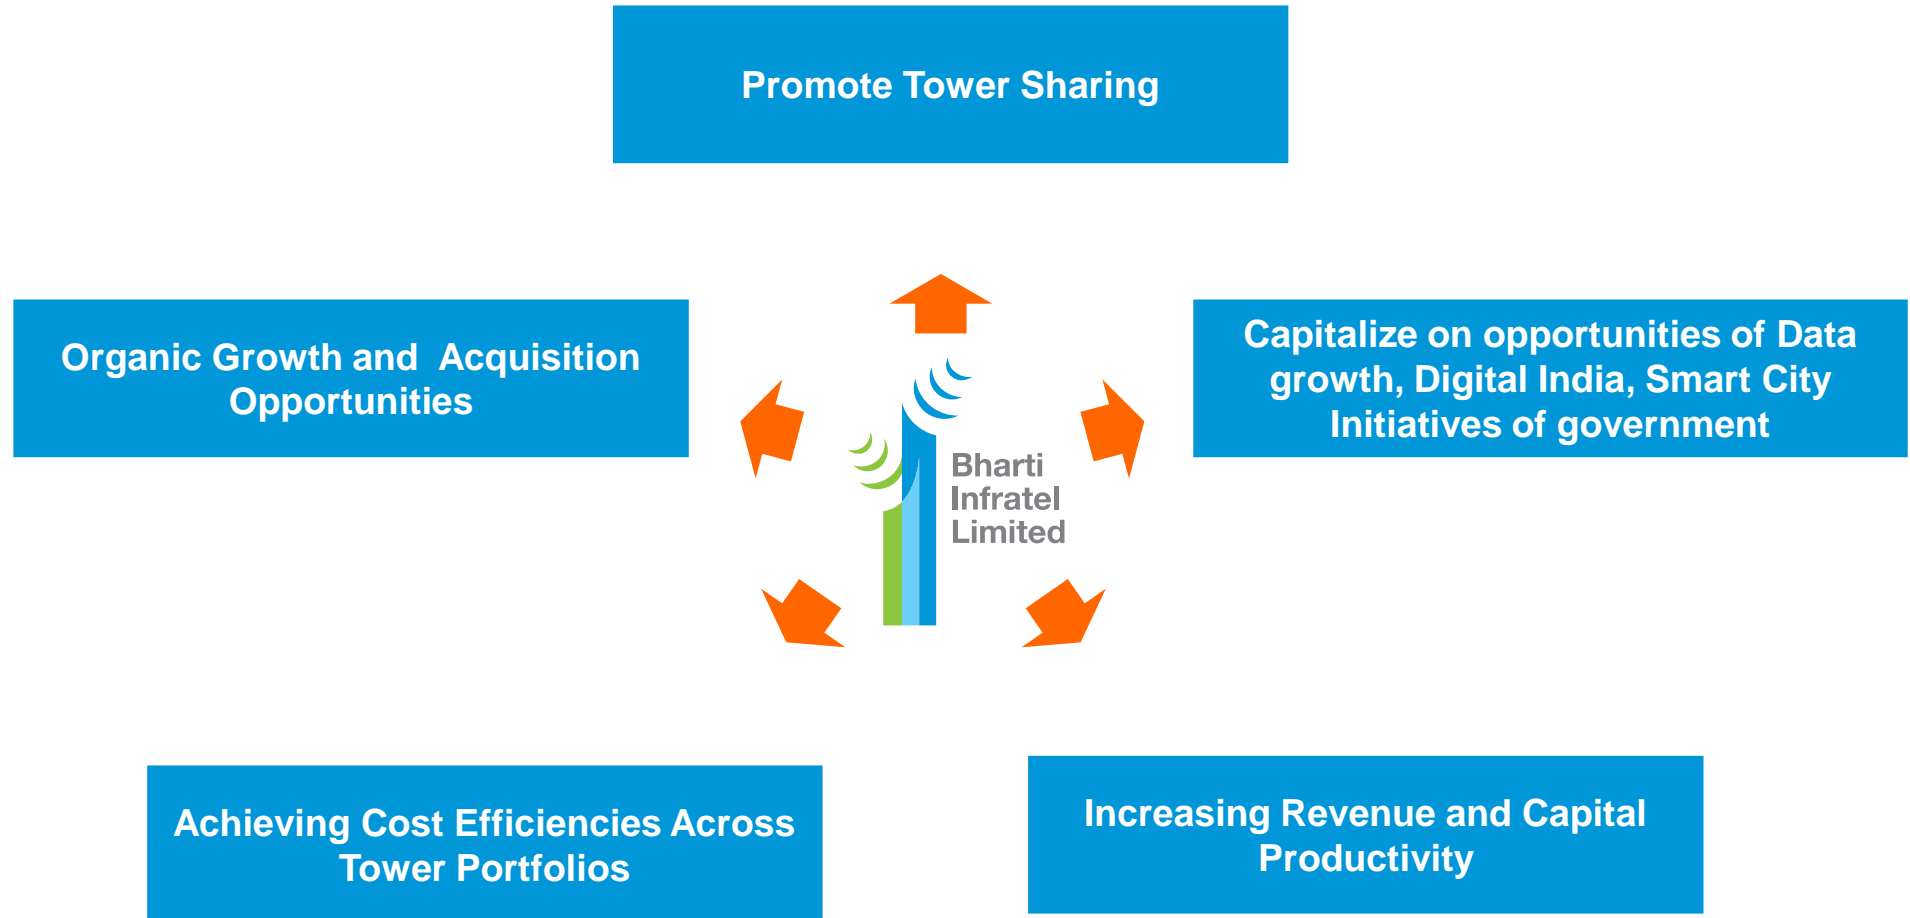 Promote Tower Sharing
Organic Growth and  Acquisition
Opportunities
Capitalize on opportunities of Data
growth, Digital India, Smart City
Initiatives of government
Bharti
Infratel
Limited
Achieving Cost Efficiencies Across
Tower Portfolios
Increasing Revenue and Capital
Productivity